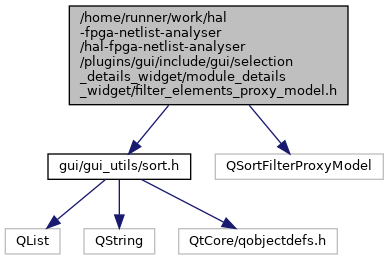 /home/runner/work/hal
-fpga-netlist-analyser
/hal-fpga-netlist-analyser
/plugins/gui/include/gui/selection
_details_widget/module_details
_widget/filter_elements_proxy_model.h
gui/gui_utils/sort.h
QSortFilterProxyModel
QList
QString
QtCore/qobjectdefs.h